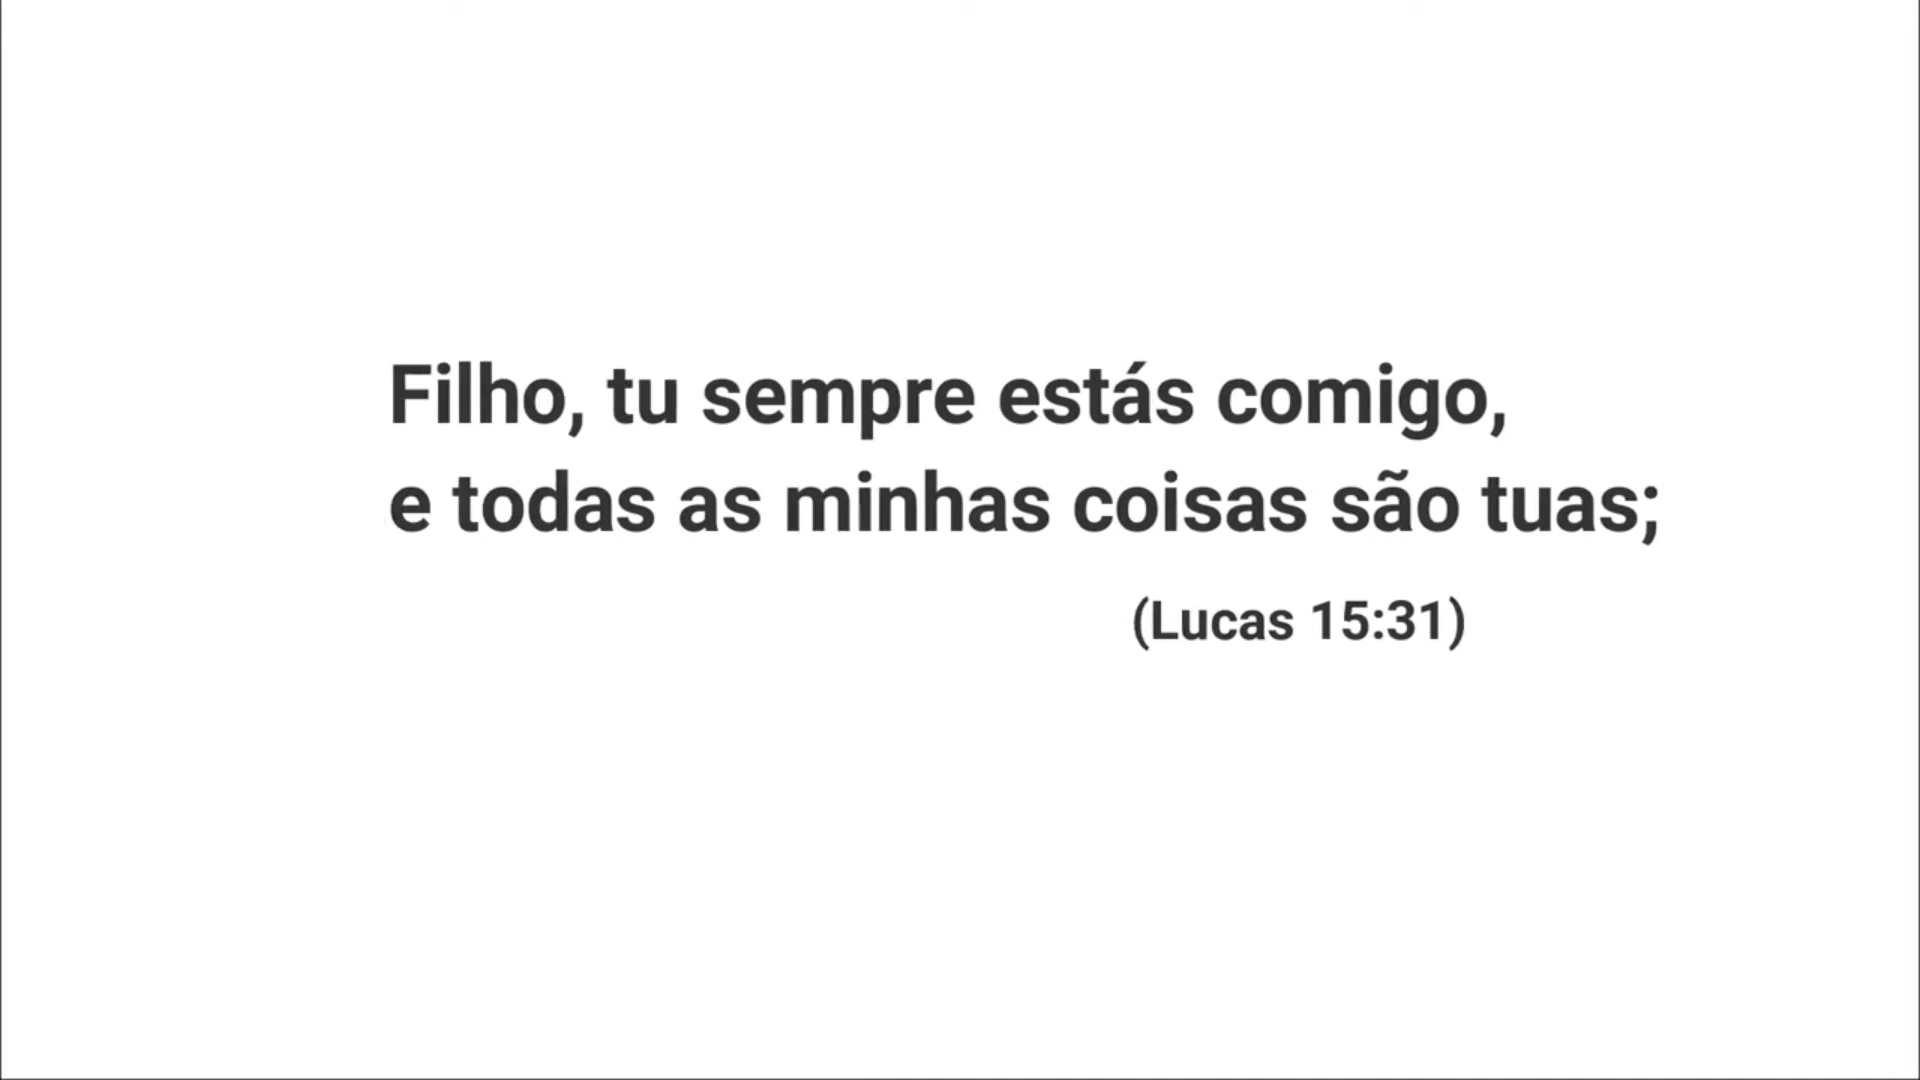 Filho, tu sempre estás comigo,
e todas as minhas coisas são tuas;
(Lucas 15:31)